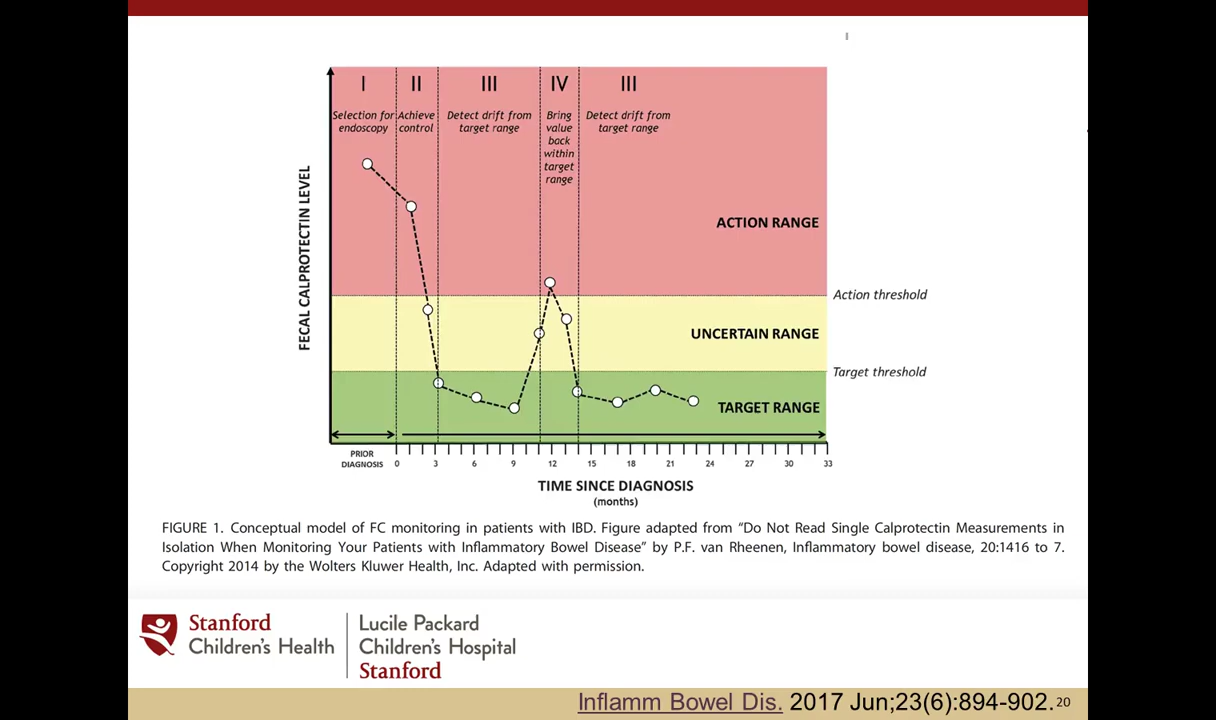 I
II
III
IV
III
Selection for
endoscopy
Achieve
control
Detect drift from
target range
Bring
value
back
within
target
range
Detect drift from
target range
FECAL CALPROTECTIN LEVEL
ACTION RANGE
Action threshold
UNCERTAIN RANGE
Target threshold
TARGET RANGE
PRIOR
DIAGNOSIS
0 3 6 9 12 15 18 21 24 27 30 33
TIME SINCE DIAGNOSIS
(months)
FIGURE 1. Conceptual model of FC monitoring in patients with IBD. Figure adapted from “Do Not Read Single Calprotectin Measurements in
Isolation When Monitoring Your Patients with Inflammatory Bowel Disease” by P.F. van Rheenen, Inflammatory bowel disease, 20:1416 to 7.
Copyright 2014 by the Wolters Kluwer Health, Inc. Adapted with permission.
Stanford
Children's Health
Lucile Packard
Children's Hospital
Stanford
Inflamm Bowel Dis. 2017 Jun;23(6):894-902. 20